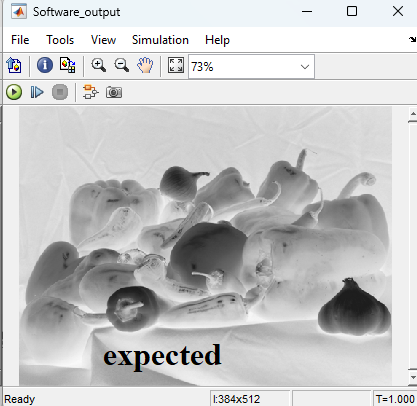 Software_output
File Tools View Simulation Help
73%
expected
Ready I:384x512 T=1.000